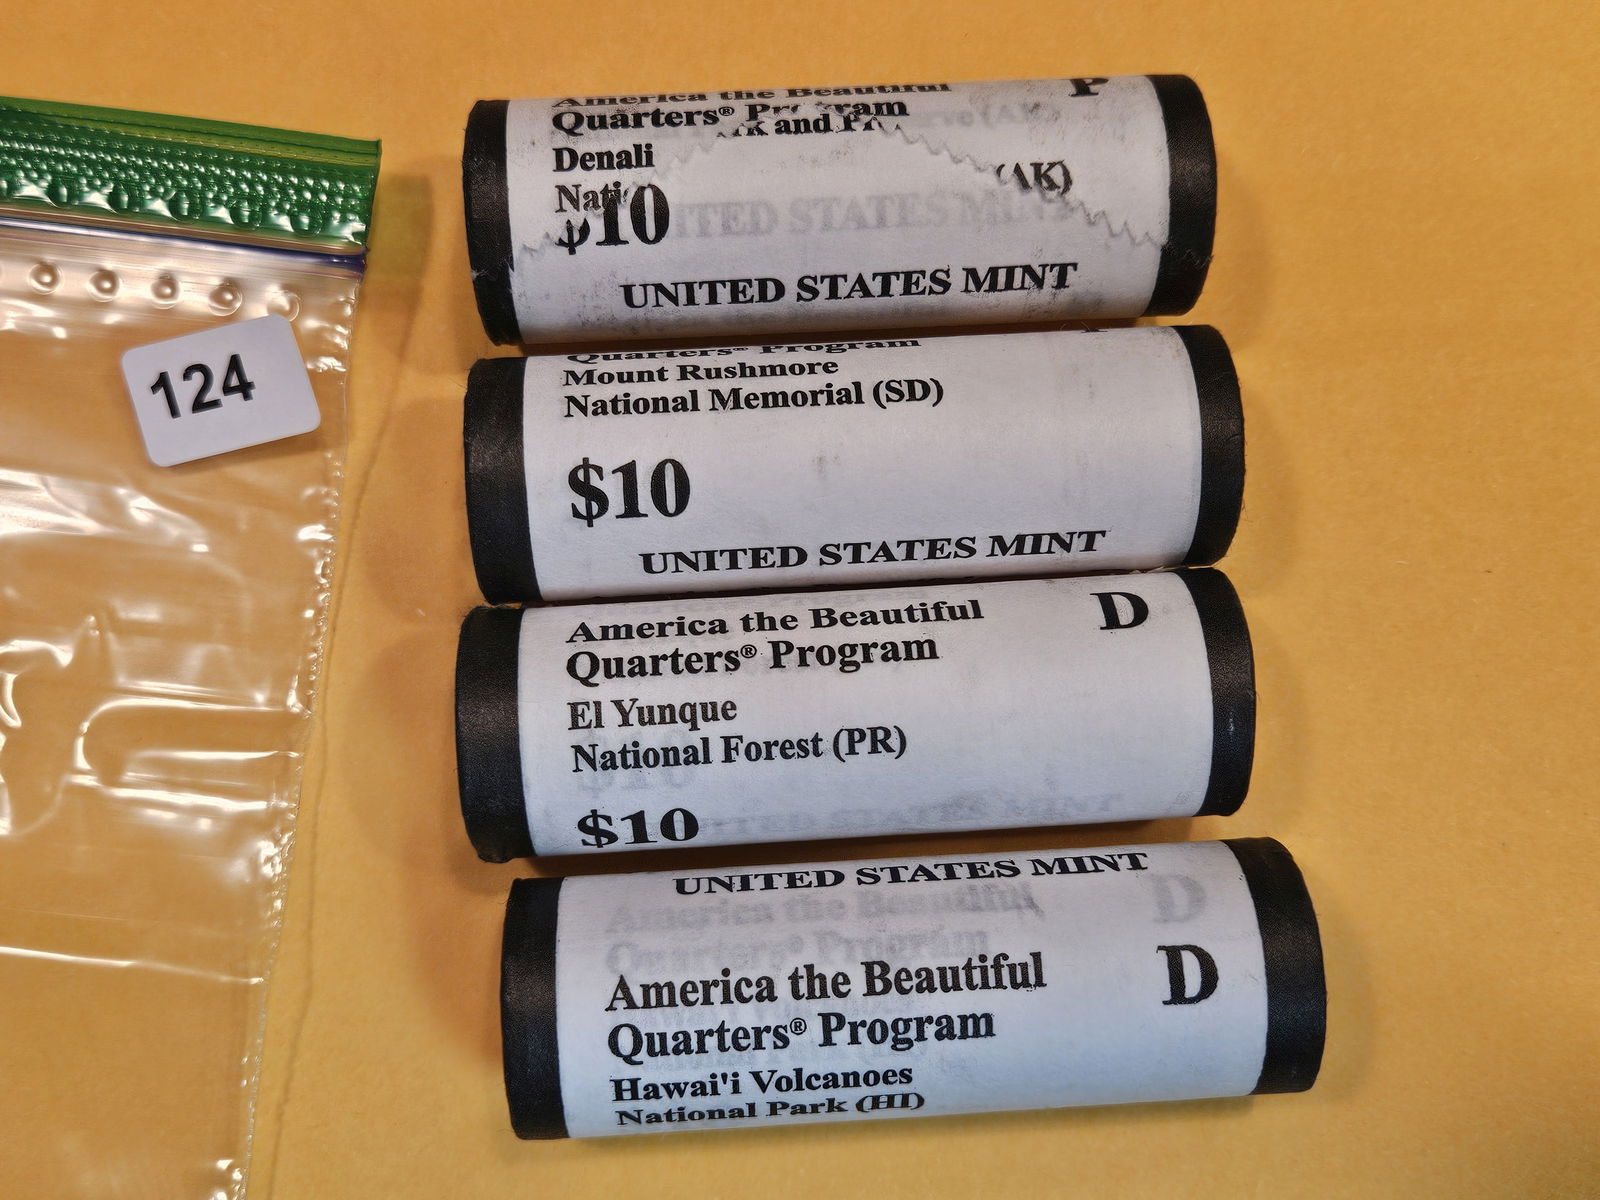 124
America the Beautiful
P
Quarters® Program
Denali
(AK)
$10
UNITED STATES MINT
Quarters® Program
Mount Rushmore
National Memorial (SD)
$10
UNITED STATES MINT
America the Beautiful
D
Quarters® Program
El Yunque
National Forest (PR)
$10
UNITED STATES MINT
America the Beautiful
D
Quarters® Program
Hawai'i Volcanoes
National Park (HI)